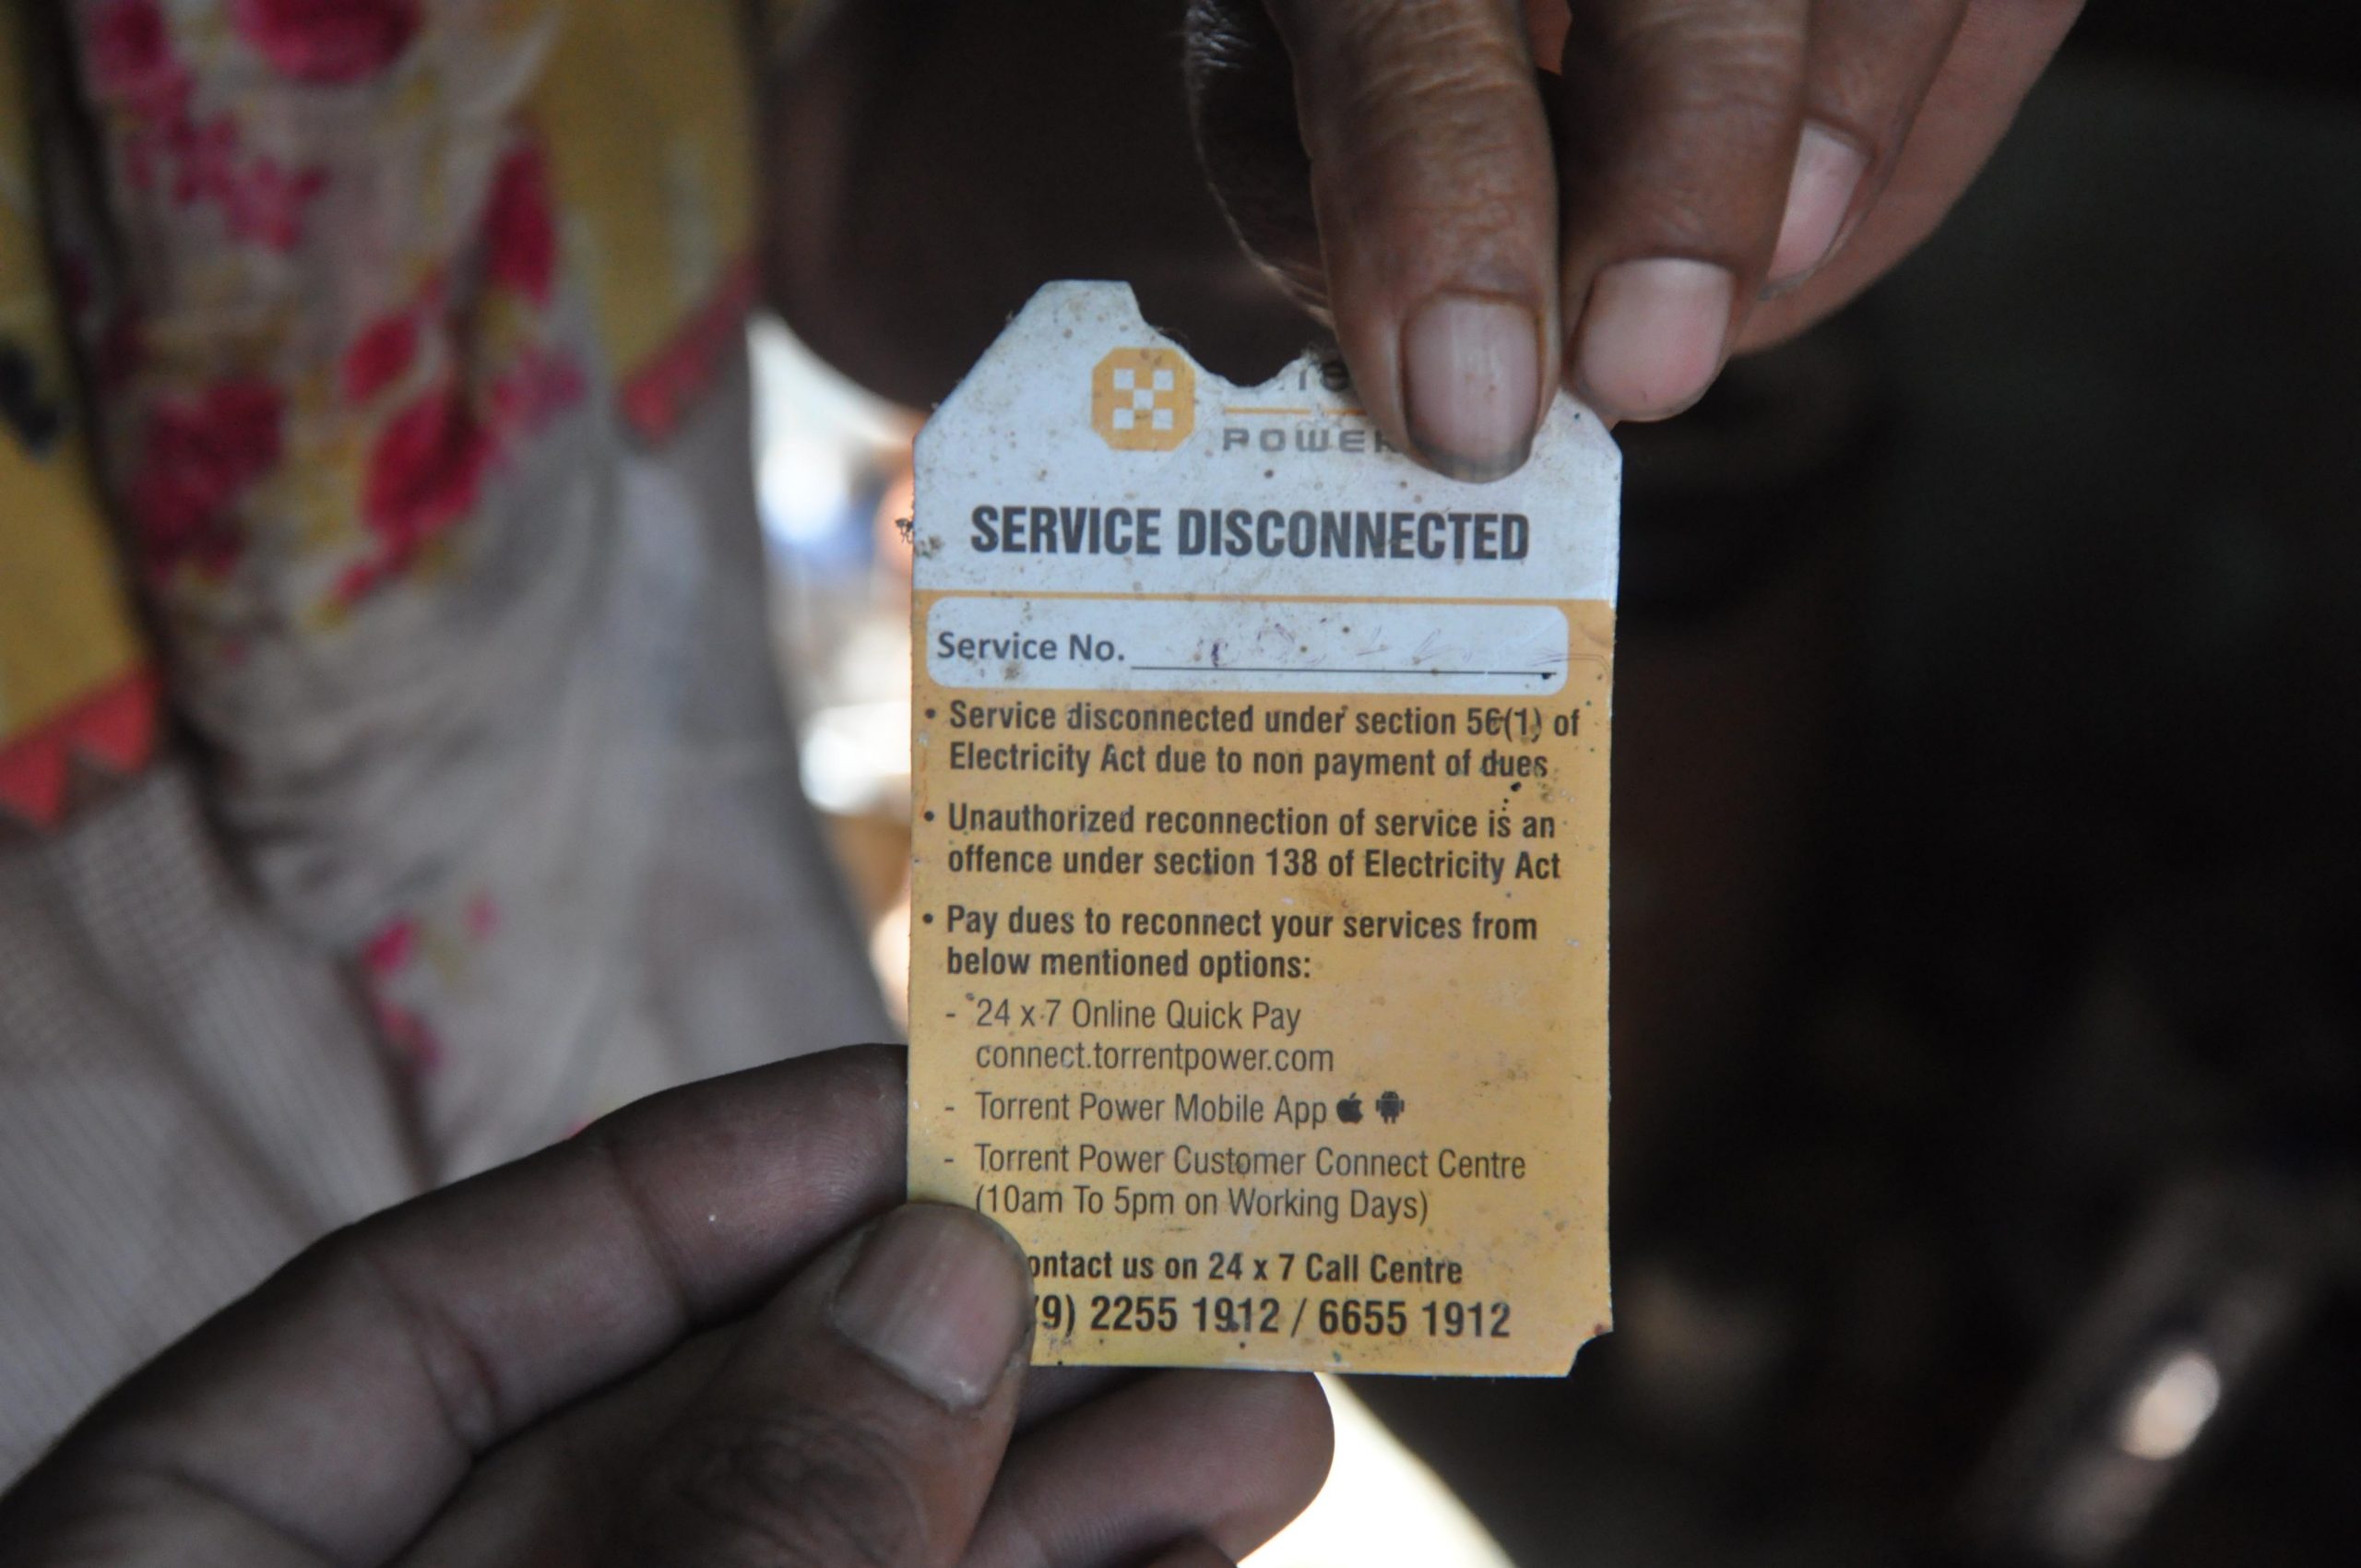 POWER
SERVICE DISCONNECTED
Service No.
• Service disconnected under section 56(1) of
Electricity Act due to non payment of dues
• Unauthorized reconnection of service is an
offence under section 138 of Electricity Act
• Pay dues to reconnect your services from
below mentioned options:
- 24 x 7 Online Quick Pay
connect.torrentpower.com
- Torrent Power Mobile App
- Torrent Power Customer Connect Centre
(10am To 5pm on Working Days)
ontact us on 24 x 7 Call Centre
9) 2255 1912 / 6655 1912